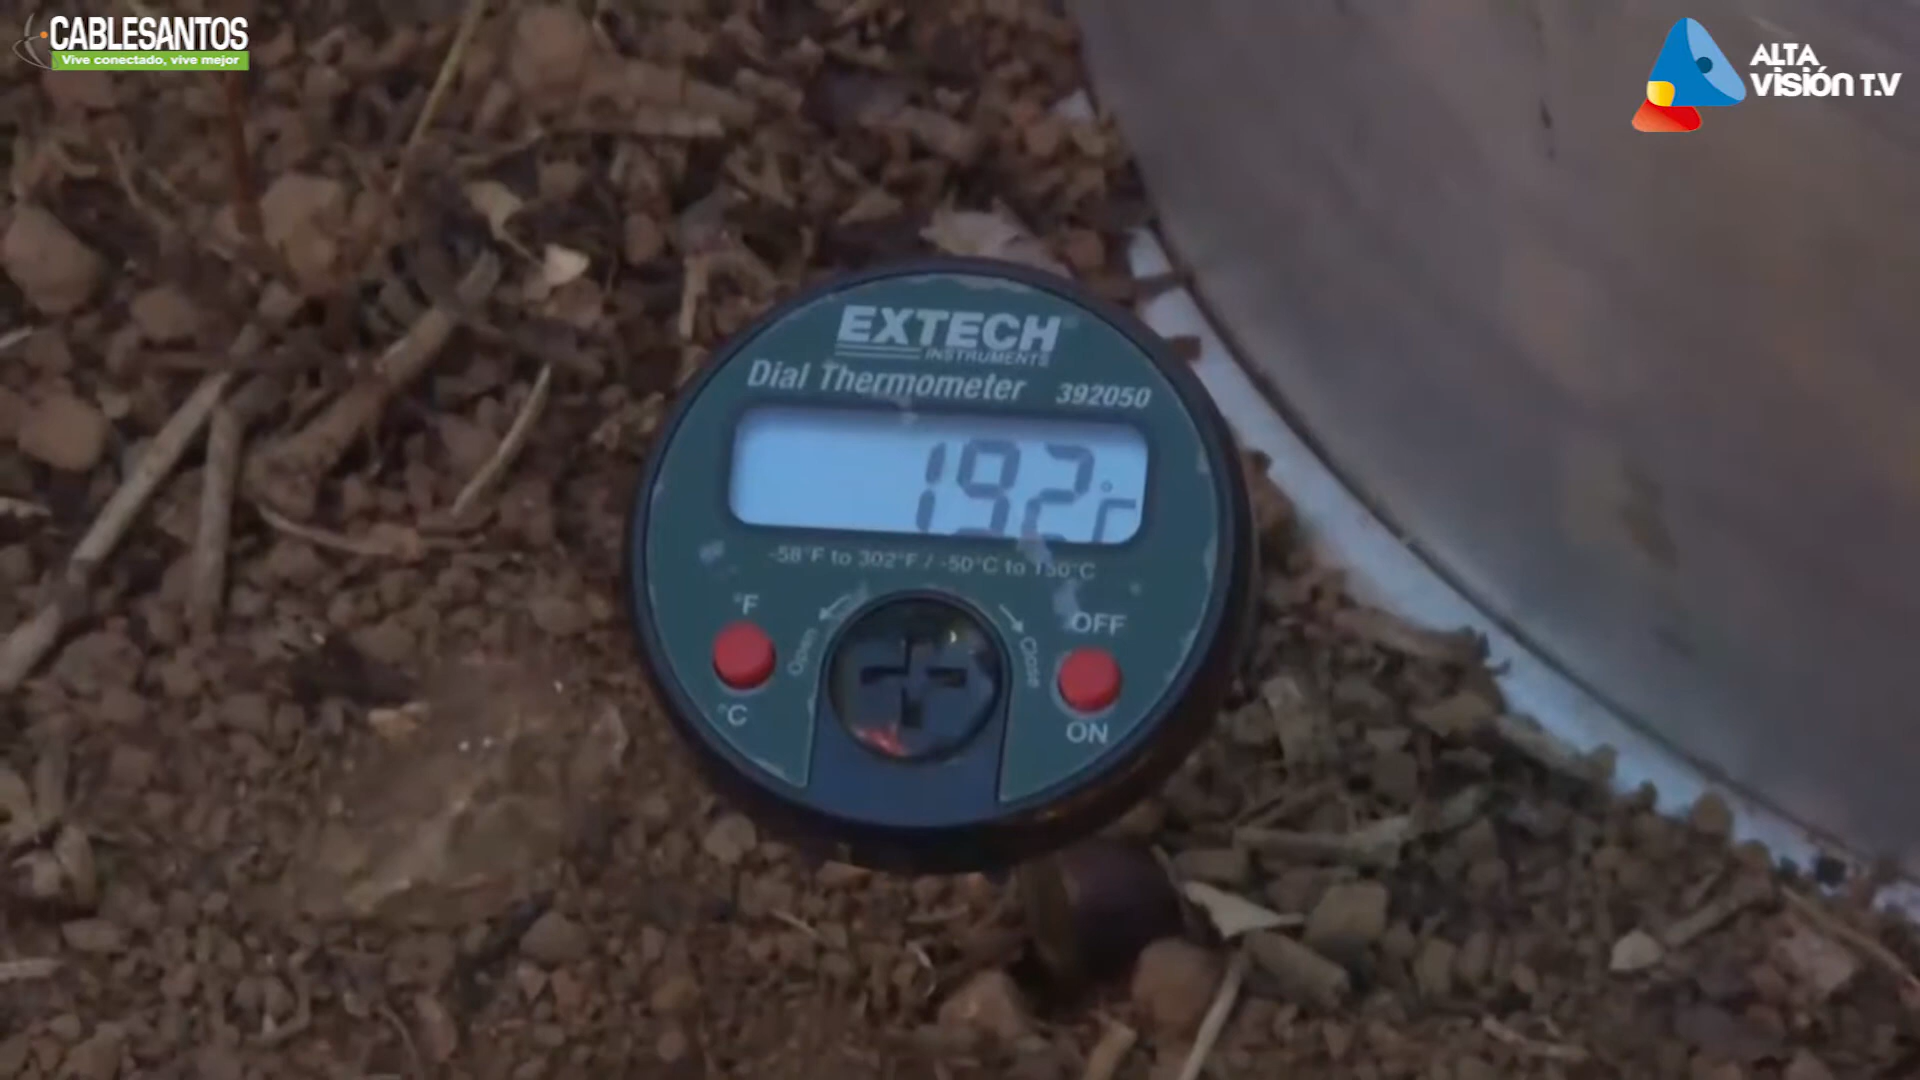 CABLESANTOS
Vive conectado, vive mejor
ALTA
visión T.V
EXTECH
INSTRUMENTS
Dial Thermometer 392050
19.2°C
-58°F to 302°F / -50°C to 150°C
°F
OFF
Open
Close
°C
ON